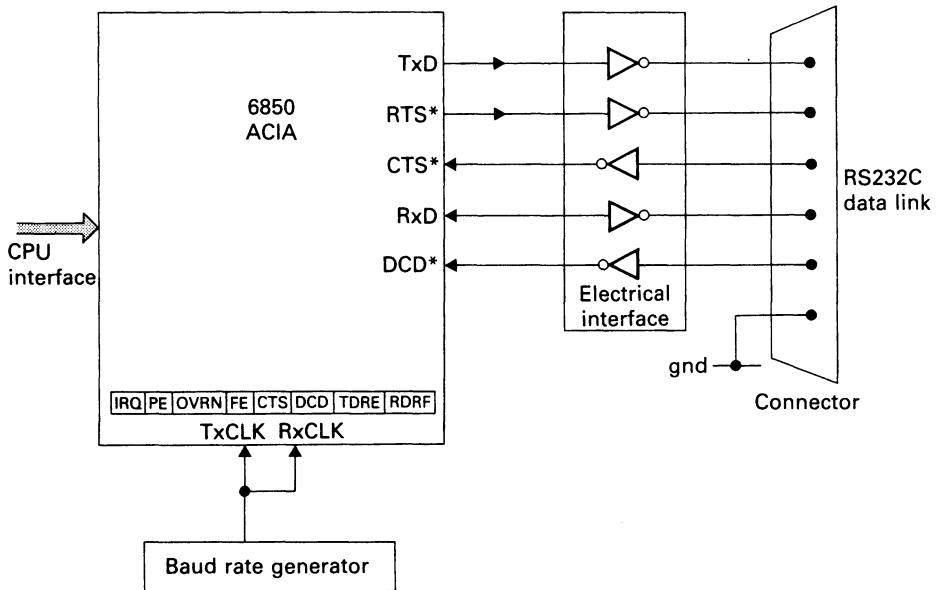 6850
ACIA
TxD
RTS*
CTS*
RxD
DCD*
RS232C
data link
CPU
interface
Electrical
interface
gnd
Connector
IRQ PE OVRN FE CTS DCD TDRE RDRF
TxCLK RxCLK
Baud rate generator